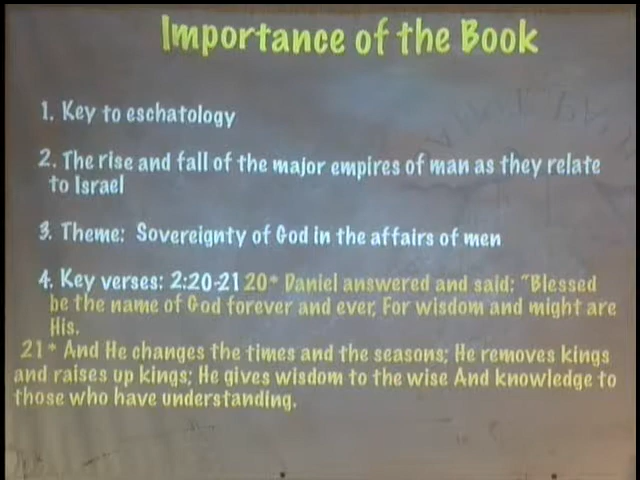 Importance of the Book
1. Key to eschatology
2. The rise and fall of the major empires of man as they relate
to Israel
3. Theme: Sovereignty of God in the affairs of men
4. Key verses: 2:20-21 20* Daniel answered and said: "Blessed
be the name of God forever and ever, For wisdom and might are
His.
21* And He changes the times and the seasons; He removes kings
and raises up kings; He gives wisdom to the wise And knowledge to
those who have understanding.